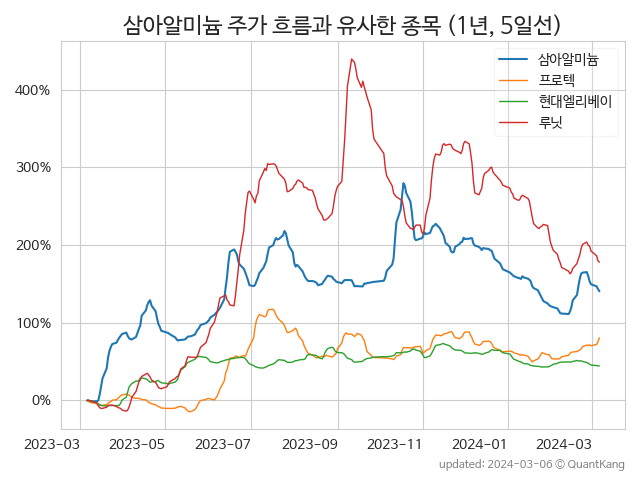 삼아알미늄 주가 흐름과 유사한 종목 (1년, 5일선)
삼아알미늄
프로텍
현대엘리베이
루닛
400%
300%
200%
100%
0%
2023-03 2023-05 2023-07 2023-09 2023-11 2024-01 2024-03
updated: 2024-03-06 © QuantKang